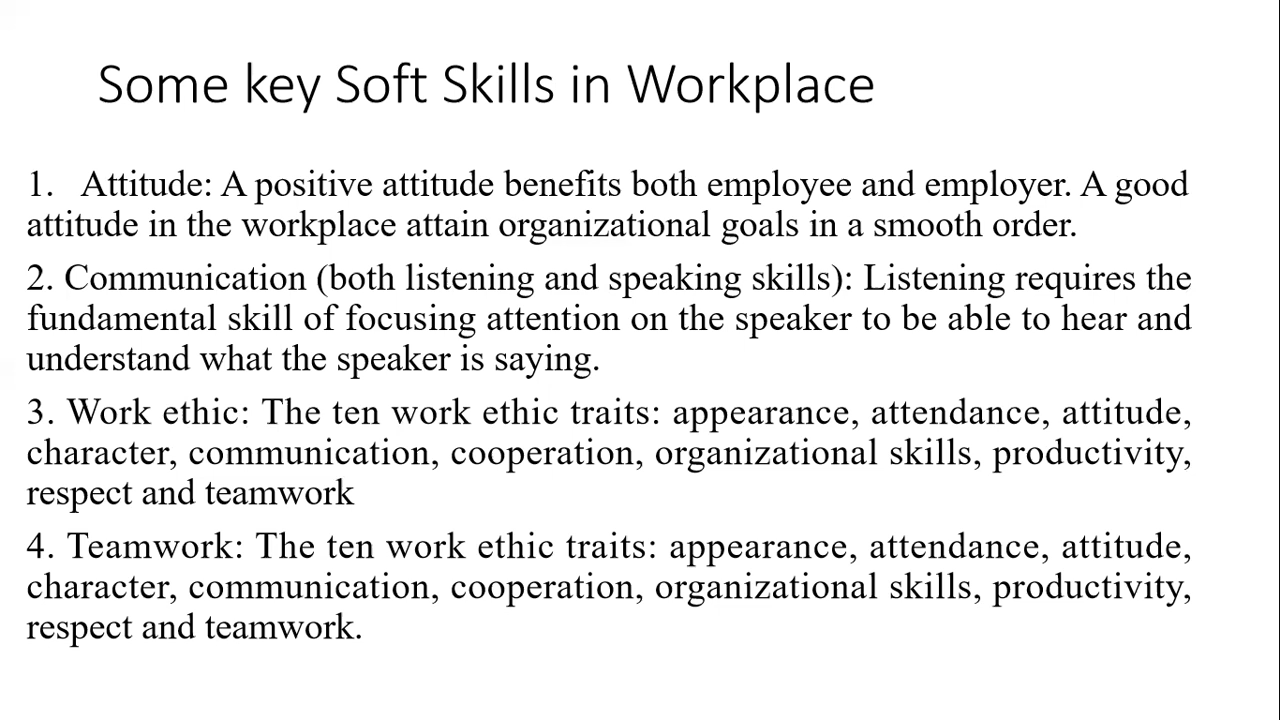 Some key Soft Skills in Workplace
1. Attitude: A positive attitude benefits both employee and employer. A good
attitude in the workplace attain organizational goals in a smooth order.
2. Communication (both listening and speaking skills): Listening requires the
fundamental skill of focusing attention on the speaker to be able to hear and
understand what the speaker is saying.
3. Work ethic: The ten work ethic traits: appearance, attendance, attitude,
character, communication, cooperation, organizational skills, productivity,
respect and teamwork
4. Teamwork: The ten work ethic traits: appearance, attendance, attitude,
character, communication, cooperation, organizational skills, productivity,
respect and teamwork.